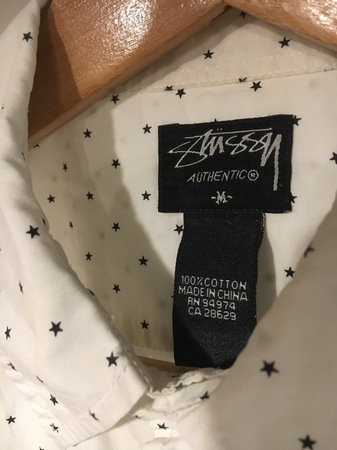 Stüssy
AUTHENTIC®
-M-
100% COTTON
MADE IN CHINA
RN 94974
CA 28629